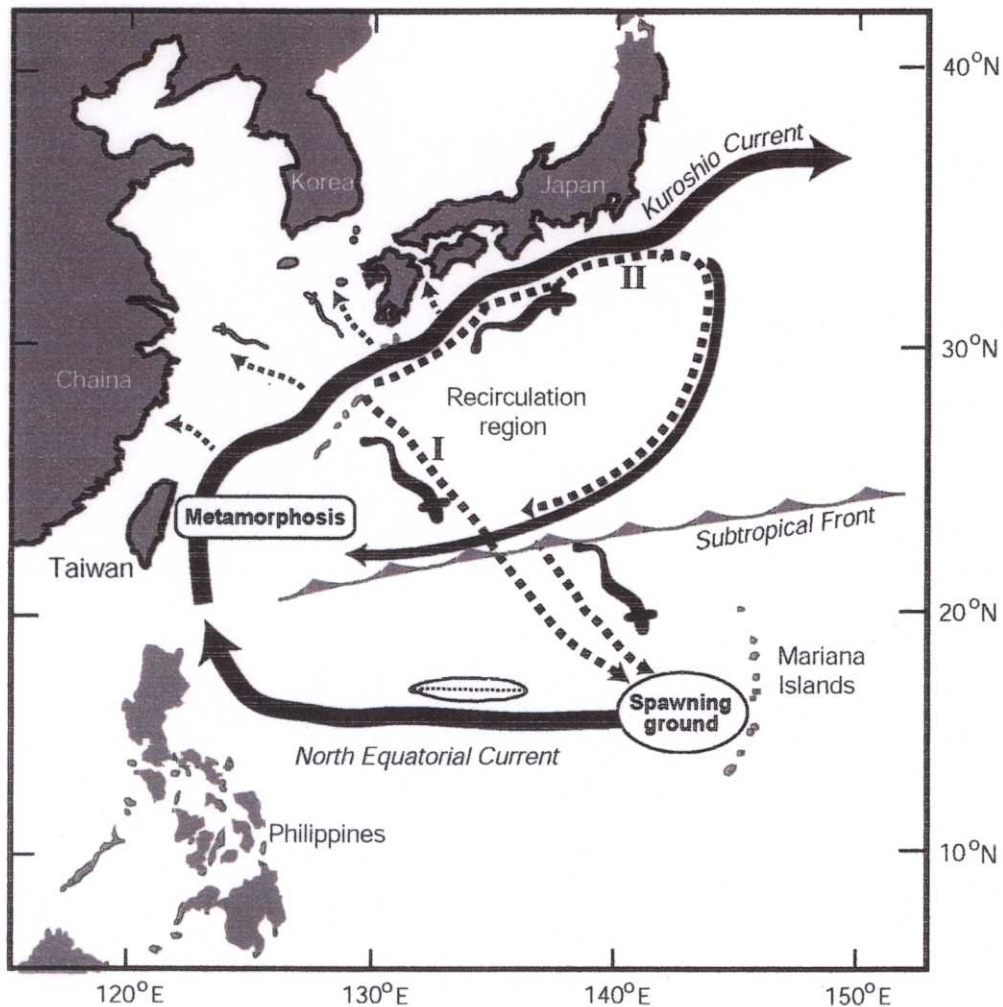 40°N
Kuroshio Current
Korea
Japan
II
30°N
Chaina
Recirculation
region
I
Metamorphosis
Subtropical Front
Taiwan
20°N
Mariana
Islands
Spawning
ground
North Equatorial Current
Philippines
10°N
120°E
130°E
140°E
150°E